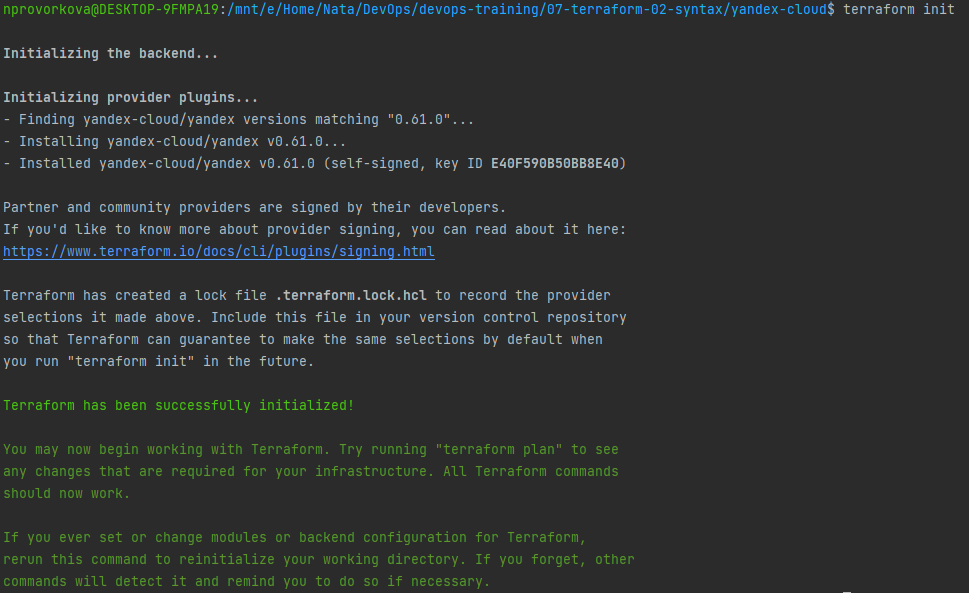 nprovorkova@DESKTOP-9FMPA19:/mnt/e/Home/Nata/DevOps/devops-training/07-terraform-02-syntax/yandex-cloud$ terraform init
Initializing the backend...
Initializing provider plugins...
- Finding yandex-cloud/yandex versions matching "0.61.0"...
- Installing yandex-cloud/yandex v0.61.0...
- Installed yandex-cloud/yandex v0.61.0 (self-signed, key ID E40F590B50BB8E40)
Partner and community providers are signed by their developers.
If you'd like to know more about provider signing, you can read about it here:
https://www.terraform.io/docs/cli/plugins/signing.html
Terraform has created a lock file .terraform.lock.hcl to record the provider
selections it made above. Include this file in your version control repository
so that Terraform can guarantee to make the same selections by default when
you run "terraform init" in the future.
Terraform has been successfully initialized!
You may now begin working with Terraform. Try running "terraform plan" to see
any changes that are required for your infrastructure. All Terraform commands
should now work.
If you ever set or change modules or backend configuration for Terraform,
rerun this command to reinitialize your working directory. If you forget, other
commands will detect it and remind you to do so if necessary.